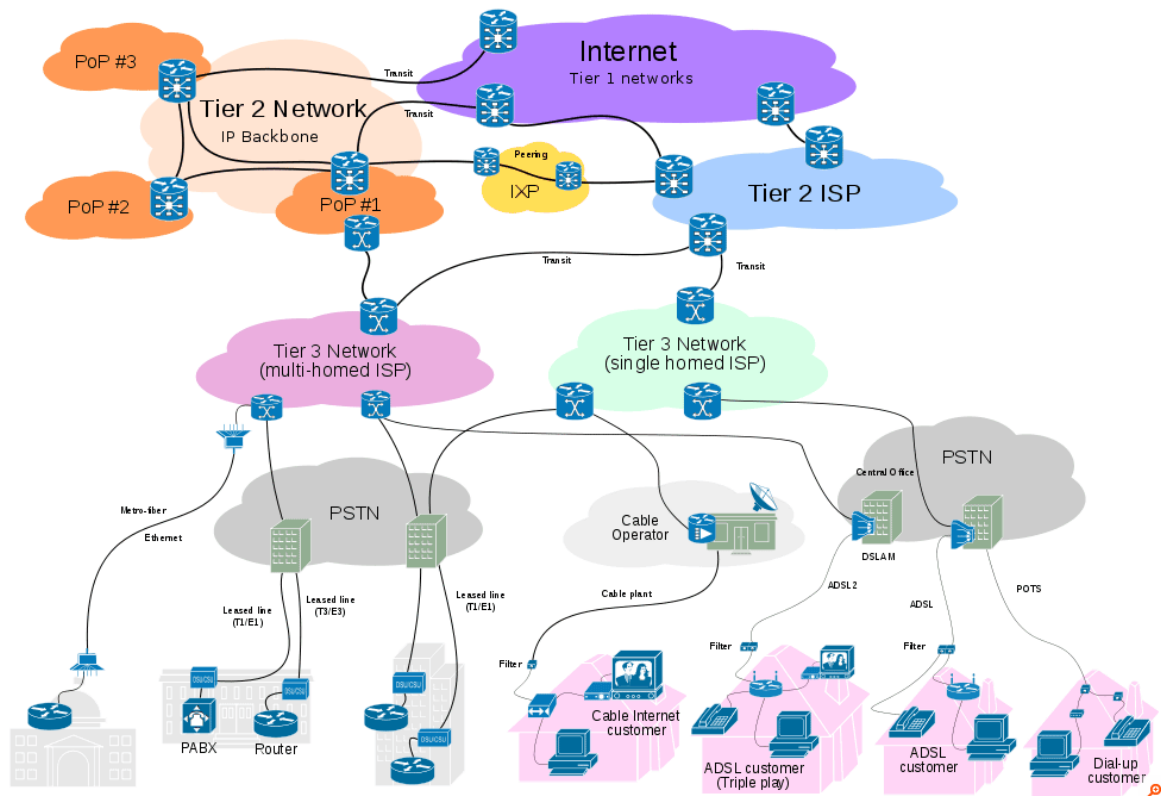 PoP #3
Internet
Tier 1 networks
Transit
Tier 2 Network
IP Backbone
Transit
Peering
IXP
PoP #2
PoP #1
Tier 2 ISP
Transit
Transit
Tier 3 Network
(multi-homed ISP)
Tier 3 Network
(single homed ISP)
PSTN
Central Office
PSTN
Metro-fiber
Ethernet
Cable
Operator
DSLAM
Leased line
(T1/E1)
Leased line
(T3/E3)
Leased line
(T1/E1)
Cable plant
ADSL2
ADSL
POTS
Filter
Filter
Filter
DSU/CSU
DSU/CSU
DSU/CSU
DSU/CSU
PABX
Router
Cable Internet
customer
ADSL customer
(Triple play)
ADSL
customer
Dial-up
customer